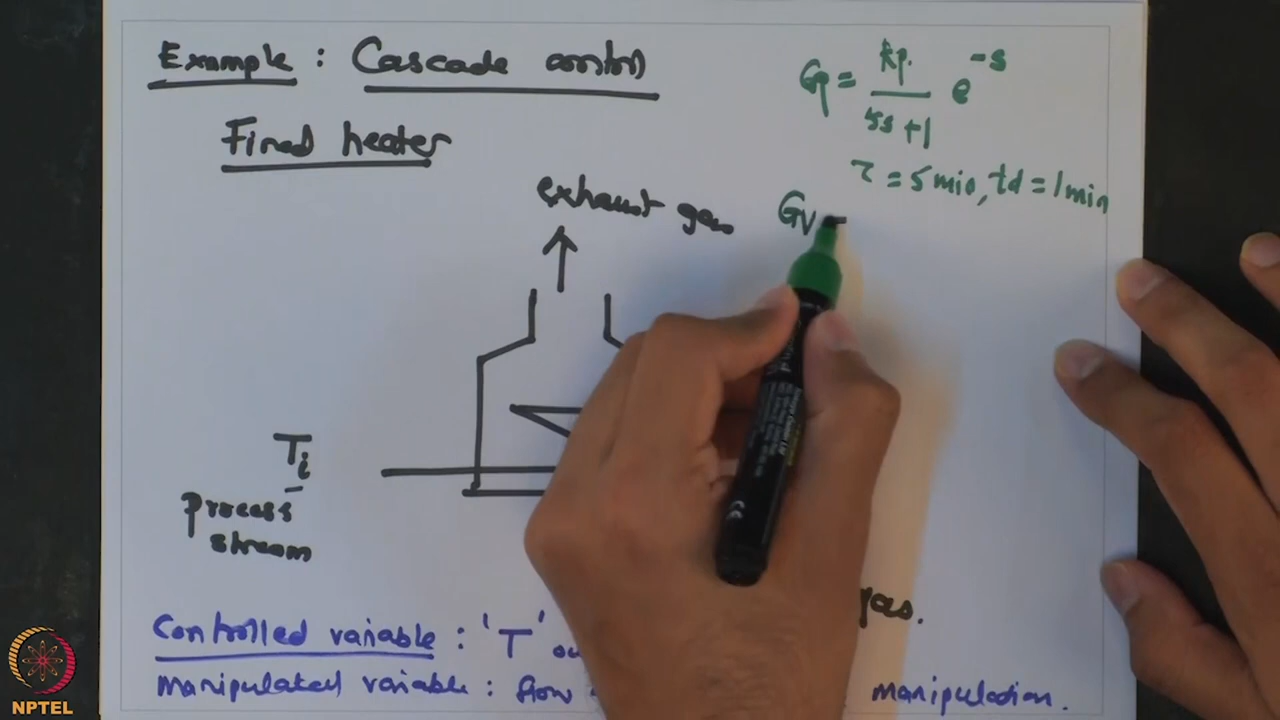 Example : Cascade control
Fired heater
Gp = kp. / 5s+1 e^-s
τ = 5 min, td = 1 min
exhaust gas
Gv =
Ti
process
stream
gas.
Controlled variable : 'T'
manipulated variable : flow manipulation.
NPTEL